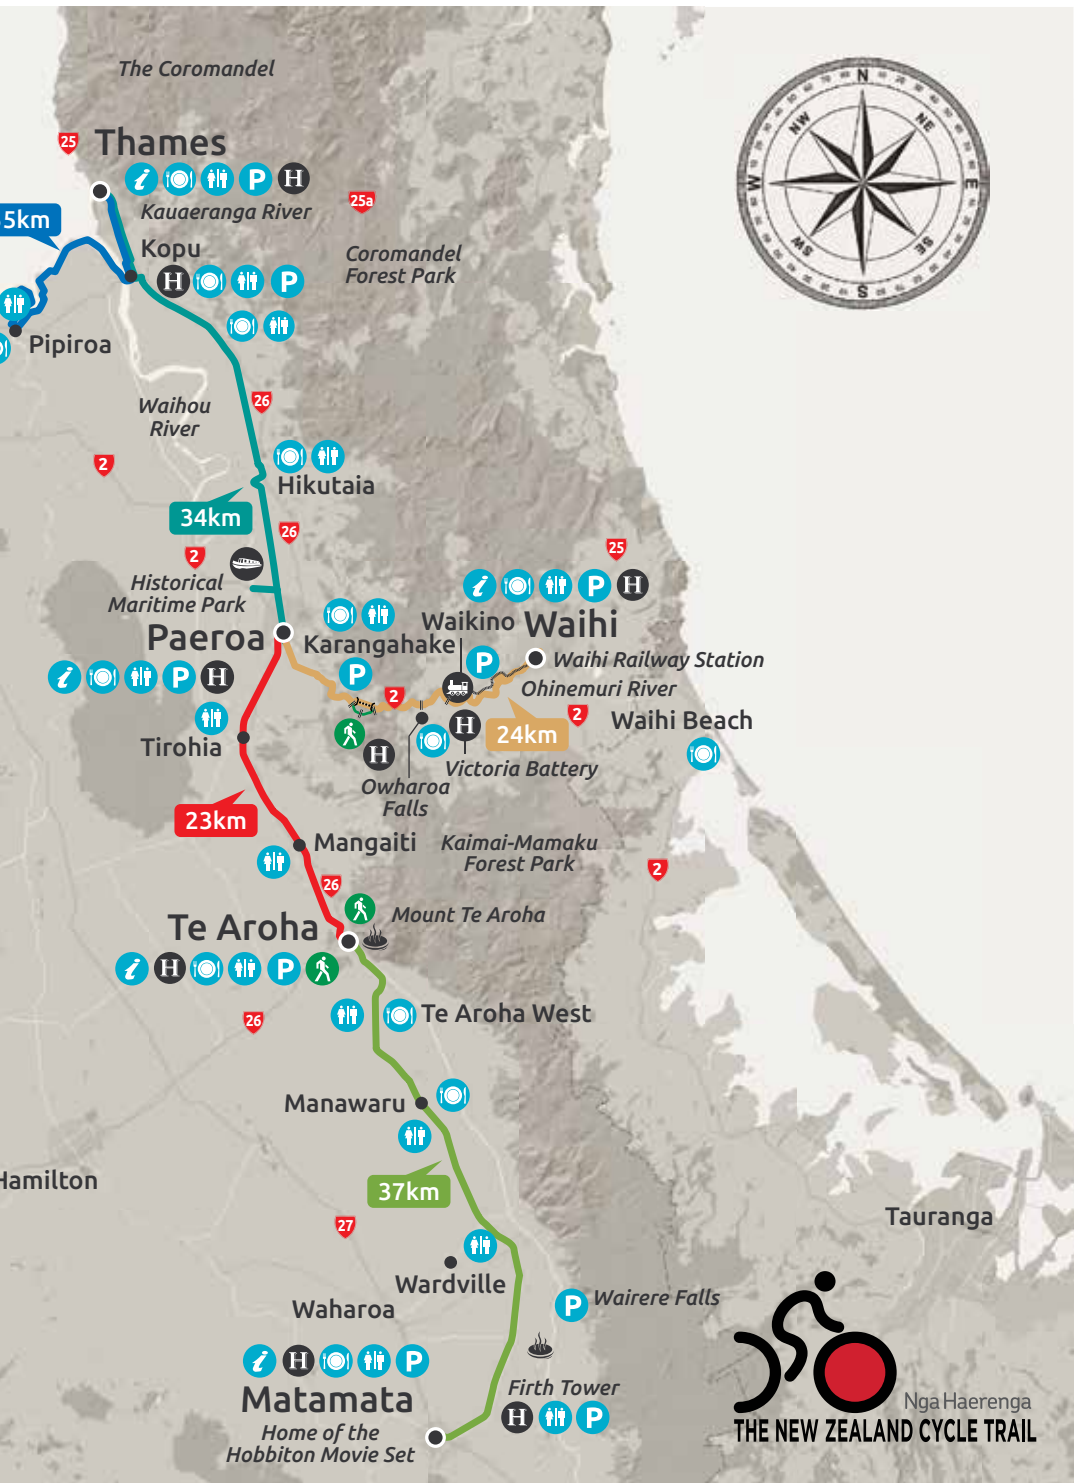 The Coromandel
N
NE
E
SE
S
SW
W
NW
25
Thames
i
P
H
Kauaeranga River
25a
5km
Kopu
H
P
Coromandel
Forest Park
Pipiroa
Waihou
River
26
2
Hikutaia
34km
26
2
25
Historical
Maritime Park
i
P
H
Paeroa
Karangahake
Waikino
Waihi
P
P
Waihi Railway Station
Ohinemuri River
i
P
H
2
2
Waihi Beach
Tirohia
H
H
24km
Victoria Battery
Owharoa
Falls
23km
Mangaiti
Kaimai-Mamaku
Forest Park
2
26
Te Aroha
Mount Te Aroha
i
H
P
26
Te Aroha West
Manawaru
Hamilton
37km
Tauranga
27
Wardville
Waharoa
P
Wairere Falls
i
H
P
Matamata
Firth Tower
H
P
Home of the
Hobbiton Movie Set
Nga Haerenga
THE NEW ZEALAND CYCLE TRAIL